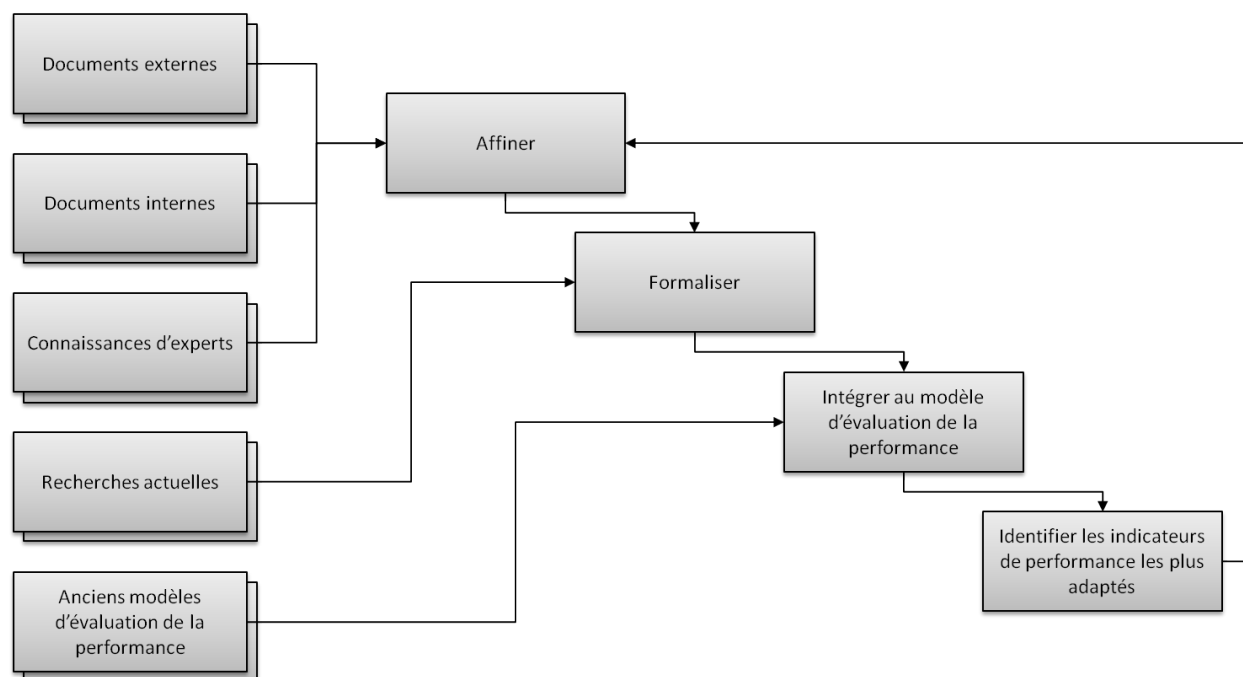 Documents externes
Affiner
Documents internes
Formaliser
Connaissances d’experts
Intégrer au modèle
d’évaluation de la
performance
Recherches actuelles
Identifier les indicateurs
de performance les plus
adaptés
Anciens modèles
d’évaluation de la
performance